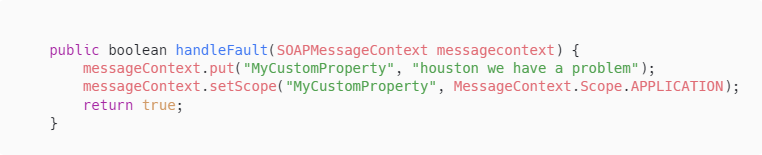 public boolean handleFault(SOAPMessageContext messagecontext) {
    messageContext.put("MyCustomProperty", "houston we have a problem");
    messageContext.setScope("MyCustomProperty", MessageContext.Scope.APPLICATION);
    return true;
}